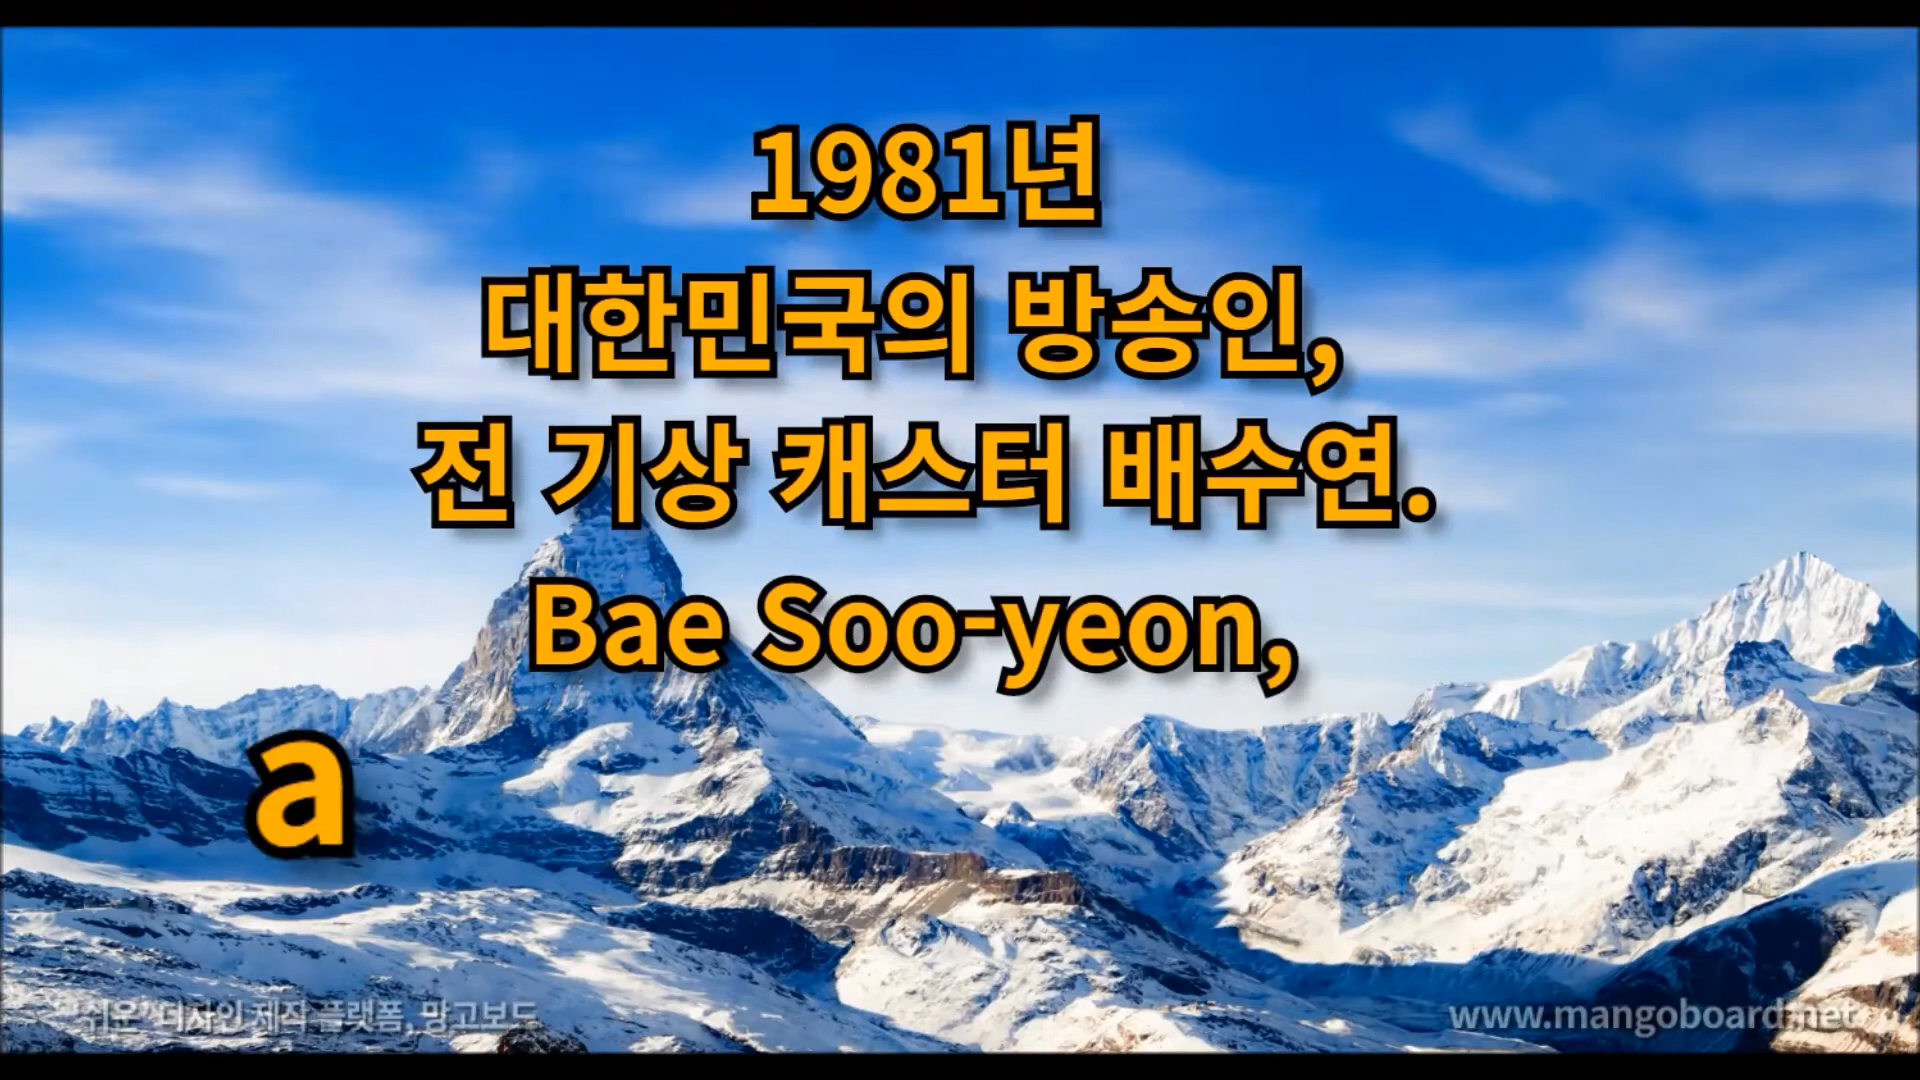 1981년
대한민국의 방송인,
전 기상 캐스터 배수연.
Bae Soo-yeon,
a
"쉬운" 디자인 제작 플랫폼, 망고보드
www.mangoboard.net